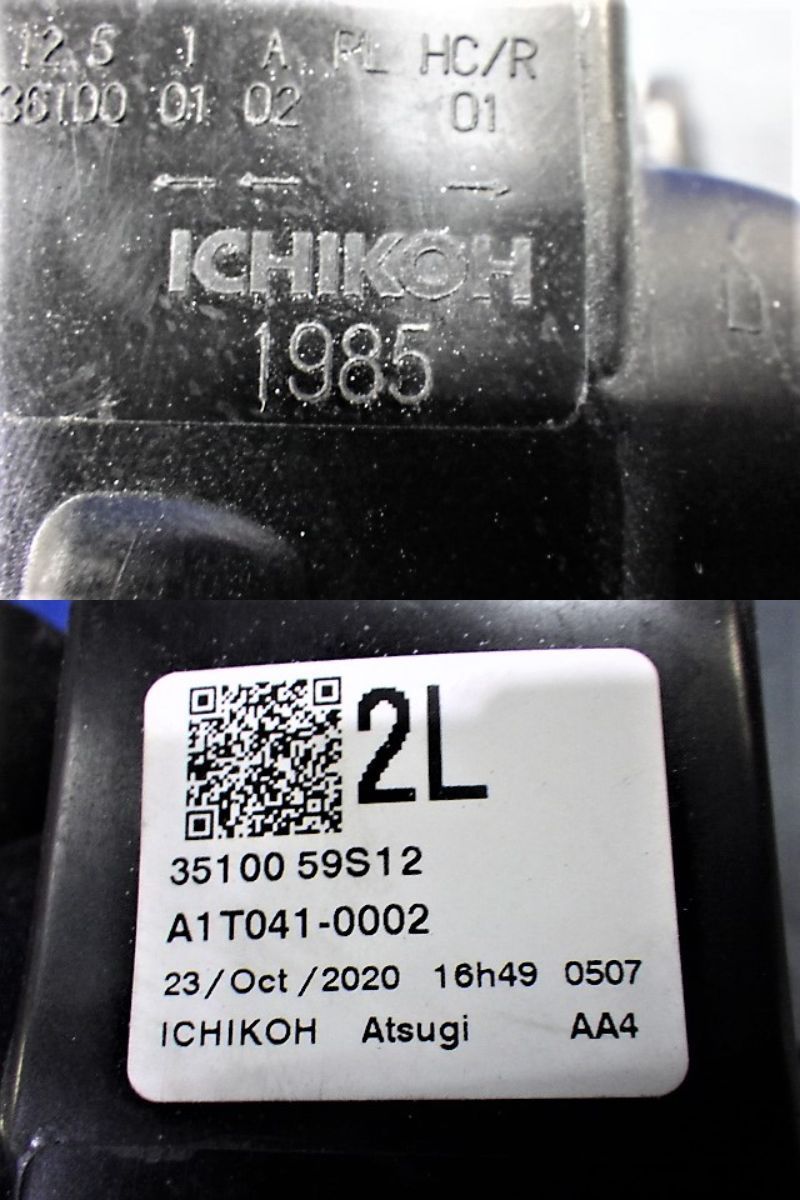 12.5 1 A PL HC/R
36100 01 02 01
← ← →
ICHIKOH
1985
2L
35100 59S12
A1T041-0002
23/Oct/2020 16h49 0507
ICHIKOH Atsugi AA4